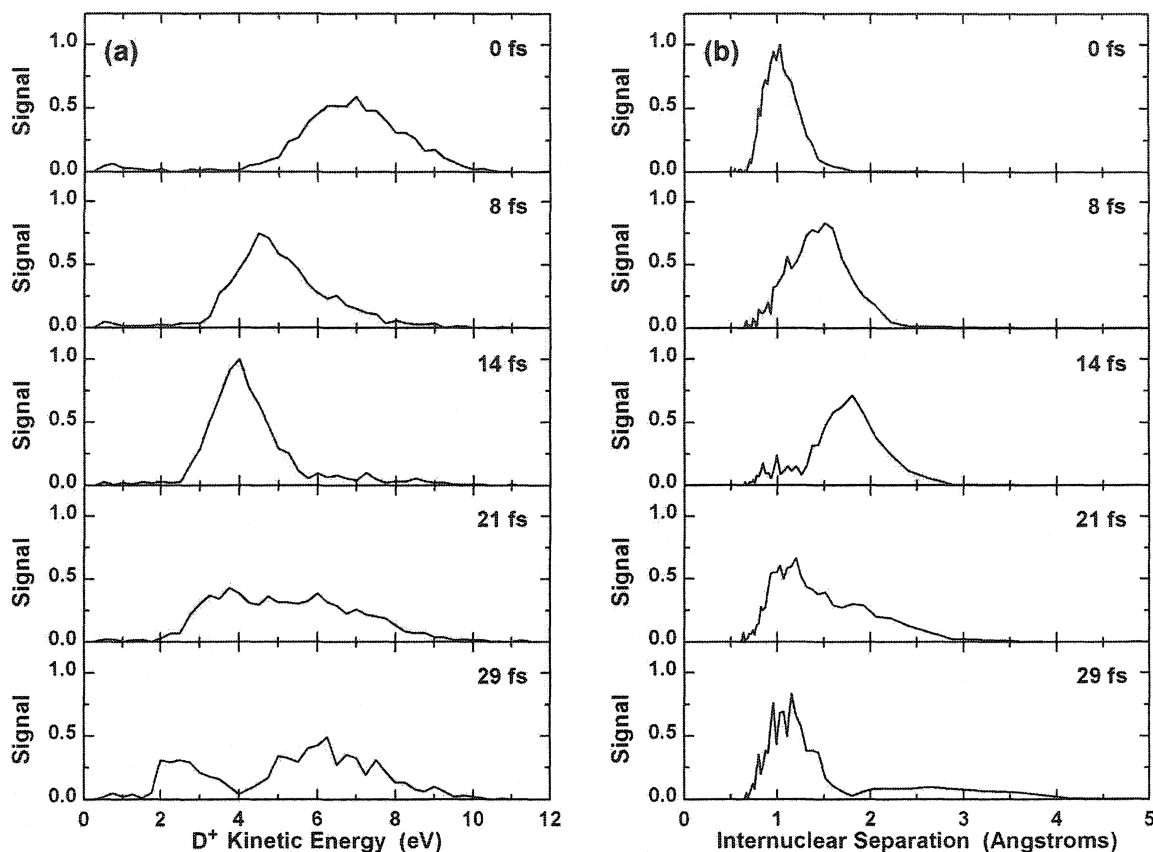 (a) 0 fs
1.0
0.5
0.0
Signal
8 fs
1.0
0.5
0.0
Signal
14 fs
1.0
0.5
0.0
Signal
21 fs
1.0
0.5
0.0
Signal
29 fs
1.0
0.5
0.0
Signal
0 2 4 6 8 10 12
D+ Kinetic Energy (eV)
(b) 0 fs
1.0
0.5
0.0
Signal
8 fs
1.0
0.5
0.0
Signal
14 fs
1.0
0.5
0.0
Signal
21 fs
1.0
0.5
0.0
Signal
29 fs
1.0
0.5
0.0
Signal
0 1 2 3 4 5
Internuclear Separation (Angstroms)